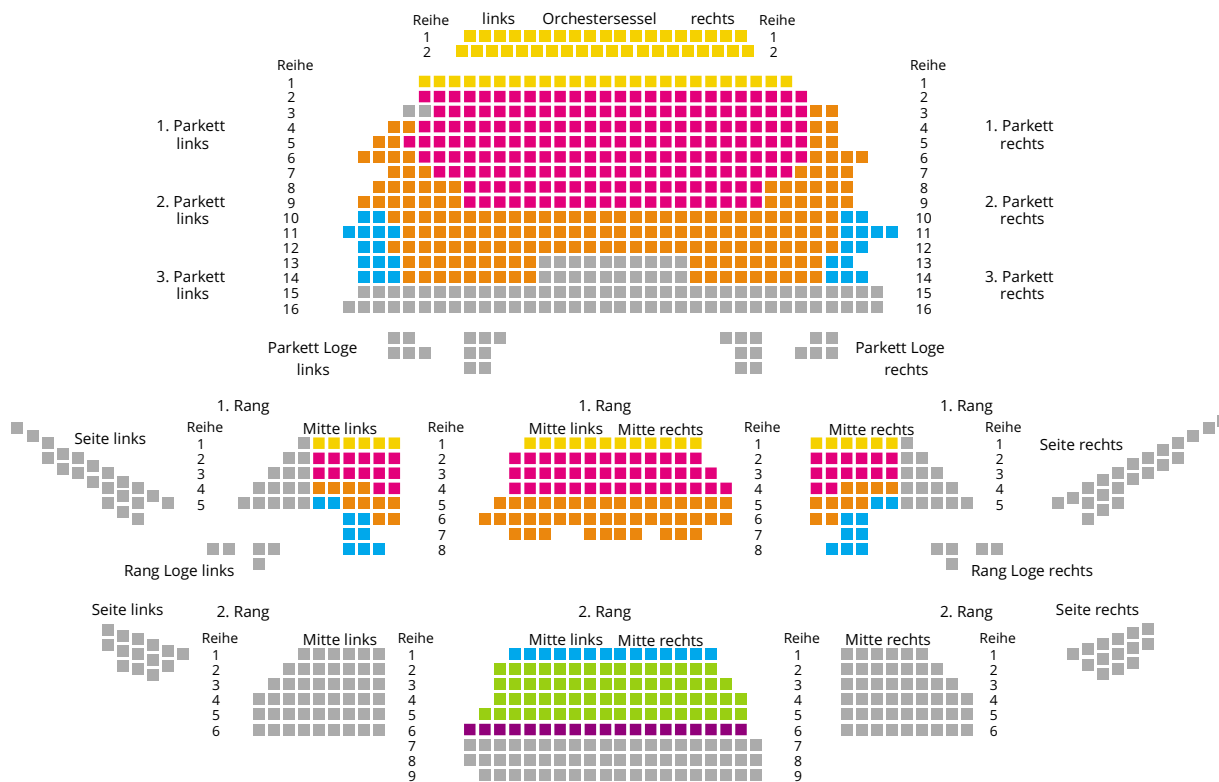 Reihe links Orchestersessel rechts Reihe
1 1
2 2
Reihe Reihe
1 1
2 2
3 3
1. Parkett links 4 4 1. Parkett rechts
5 5
6 6
7 7
8 8
2. Parkett links 9 9 2. Parkett rechts
10 10
11 11
12 12
13 13
3. Parkett links 14 14 3. Parkett rechts
15 15
16 16
Parkett Loge links Parkett Loge rechts
1. Rang 1. Rang 1. Rang
Seite links Reihe Mitte links Reihe Mitte links Mitte rechts Reihe Mitte rechts Reihe Seite rechts
1 1 1 1
2 2 2 2
3 3 3 3
4 4 4 4
5 5 5 5
6 6
7 7
8 8
Rang Loge links Rang Loge rechts
Seite links 2. Rang 2. Rang 2. Rang Seite rechts
Reihe Mitte links Reihe Mitte links Mitte rechts Reihe Mitte rechts Reihe
1 1 1 1
2 2 2 2
3 3 3 3
4 4 4 4
5 5 5 5
6 6 6 6
7 7
8 8
9 9